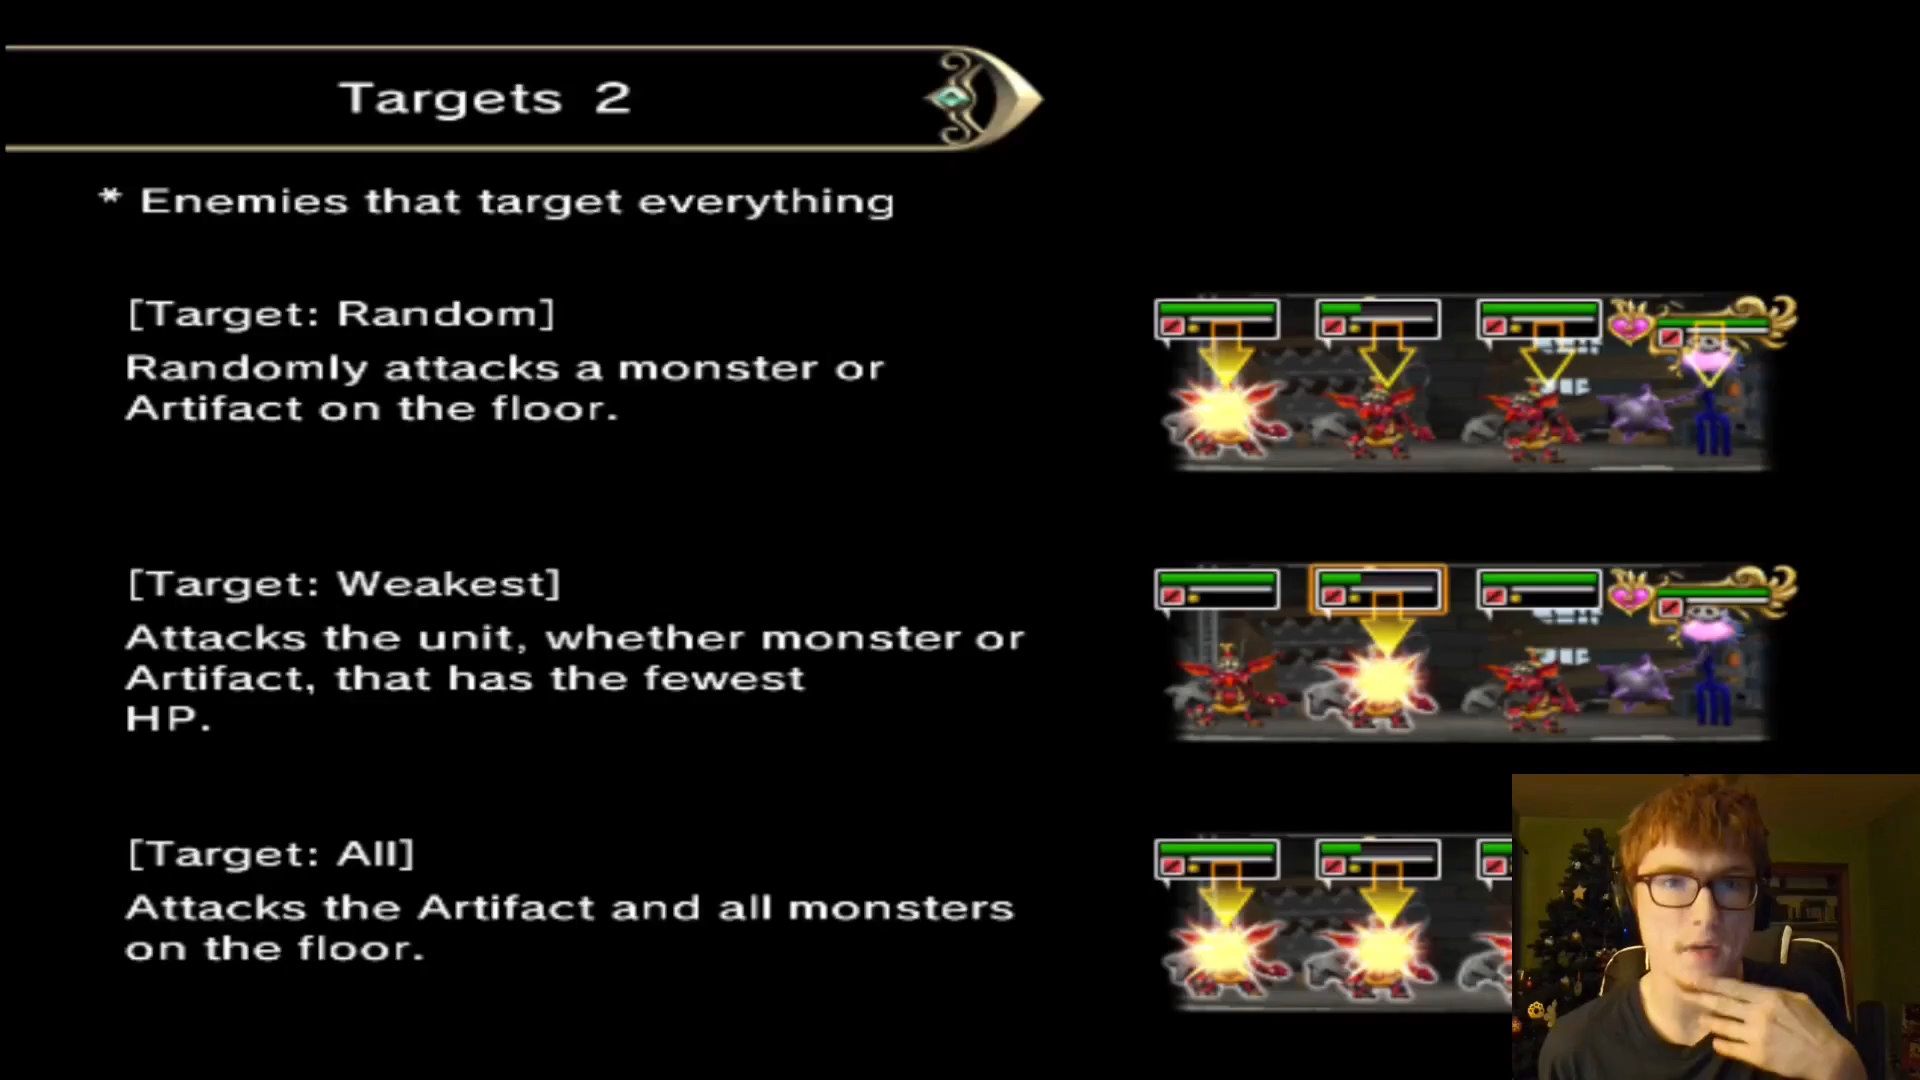 Targets 2
* Enemies that target everything
[Target: Random]
Randomly attacks a monster or
Artifact on the floor.
[Target: Weakest]
Attacks the unit, whether monster or
Artifact, that has the fewest
HP.
[Target: All]
Attacks the Artifact and all monsters
on the floor.